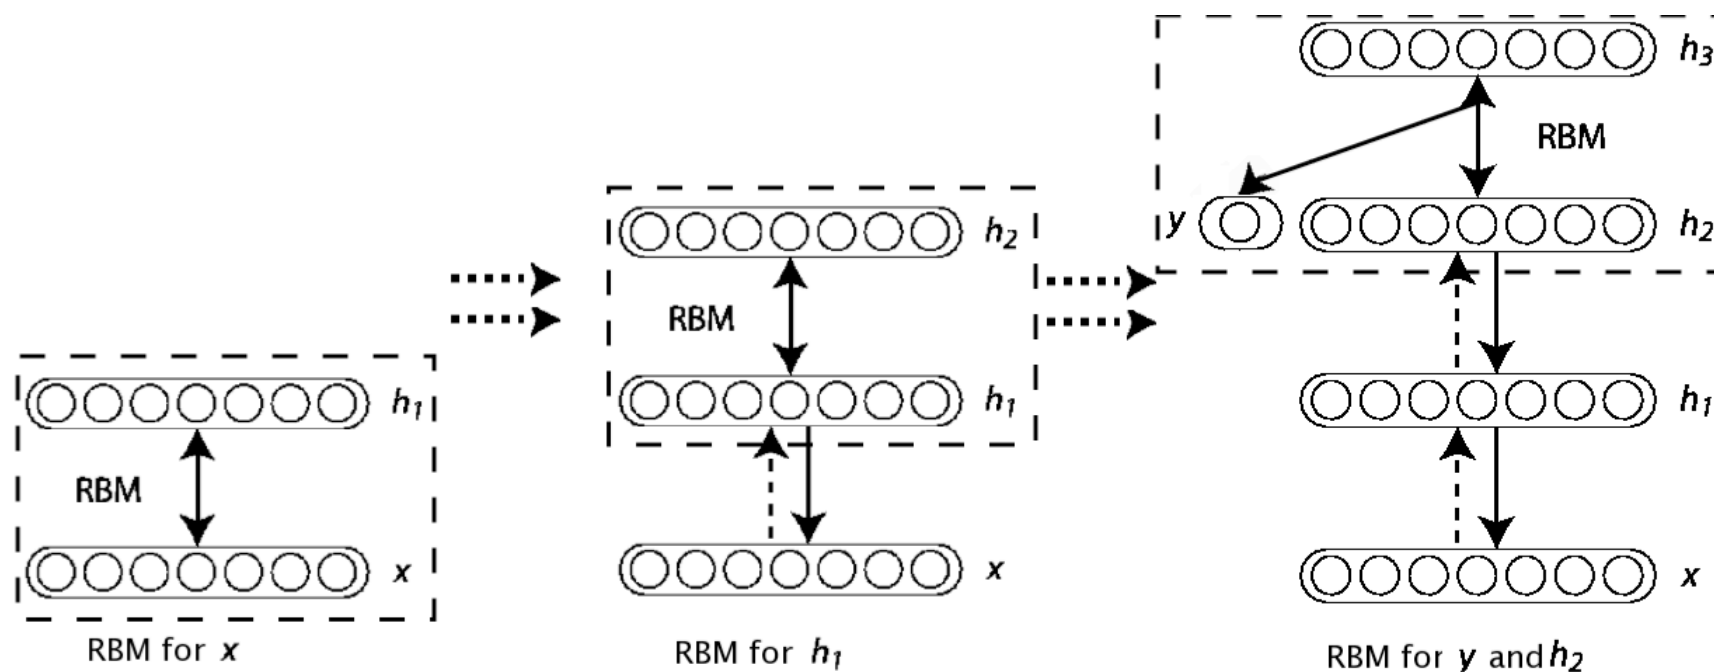 h1
RBM
x
RBM for x
h2
RBM
h1
x
RBM for h1
h3
RBM
y
h2
h1
x
RBM for y and h2